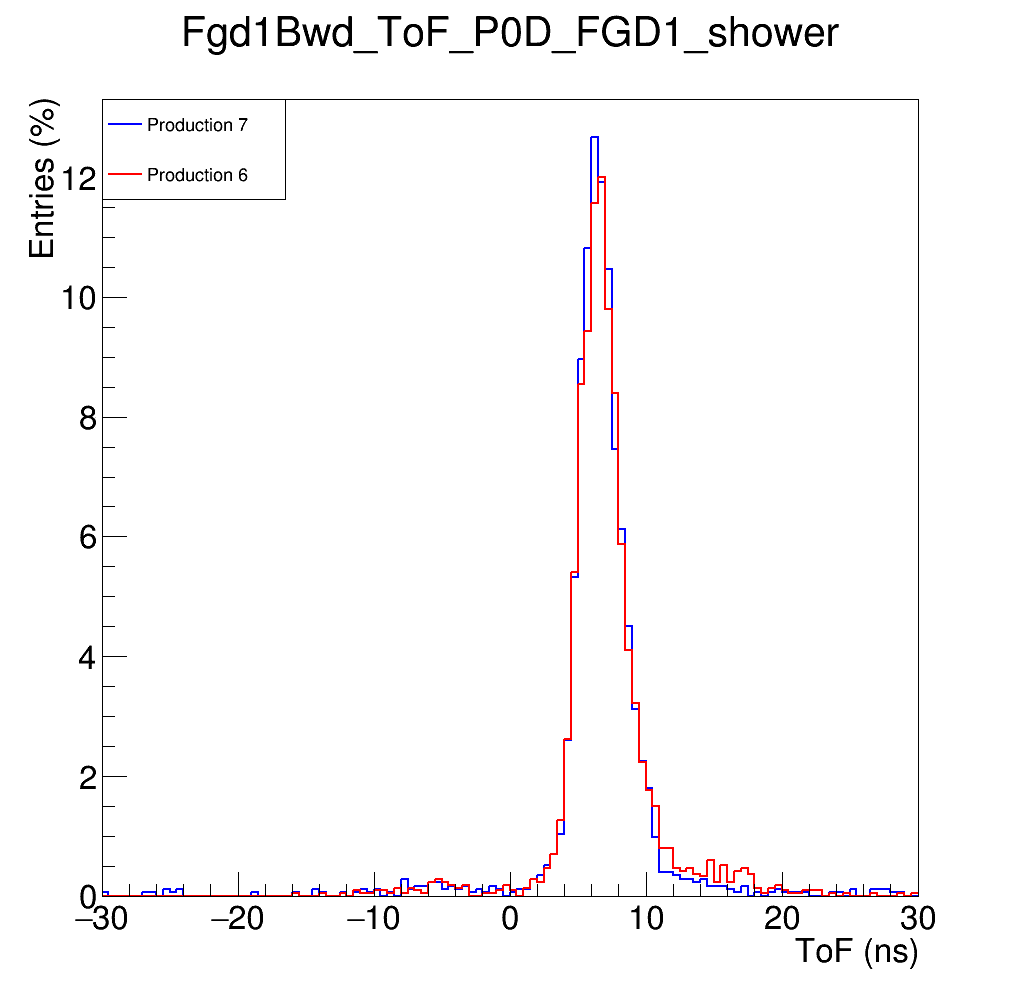 Fgd1Bwd_ToF_P0D_FGD1_shower
Entries (%)
Production 7
Production 6
12
10
8
6
4
2
0
−30 −20 −10 0 10 20 30
ToF (ns)